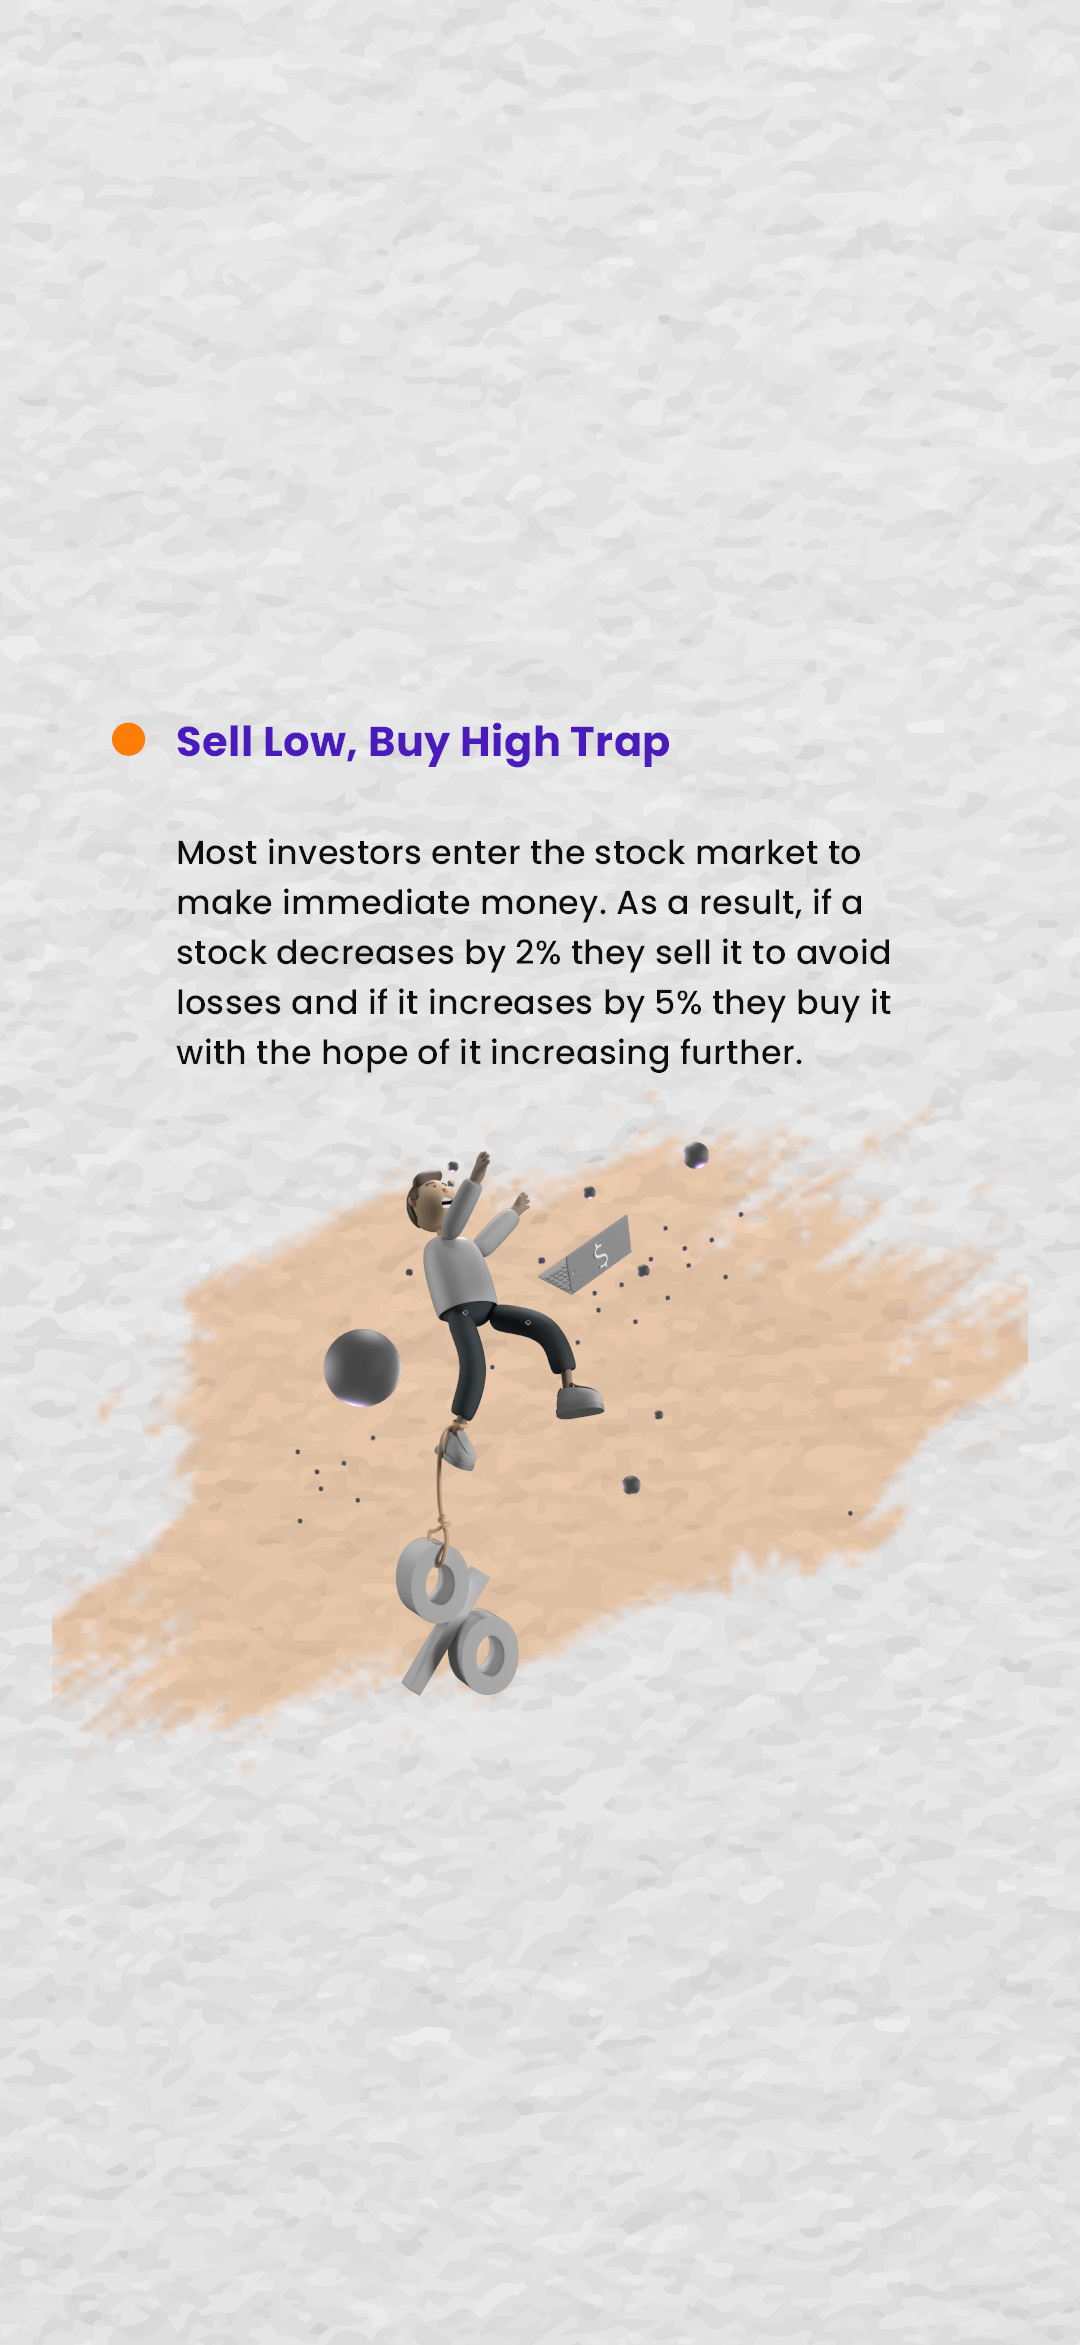 Sell Low, Buy High Trap
Most investors enter the stock market to
make immediate money. As a result, if a
stock decreases by 2% they sell it to avoid
losses and if it increases by 5% they buy it
with the hope of it increasing further.
$
%